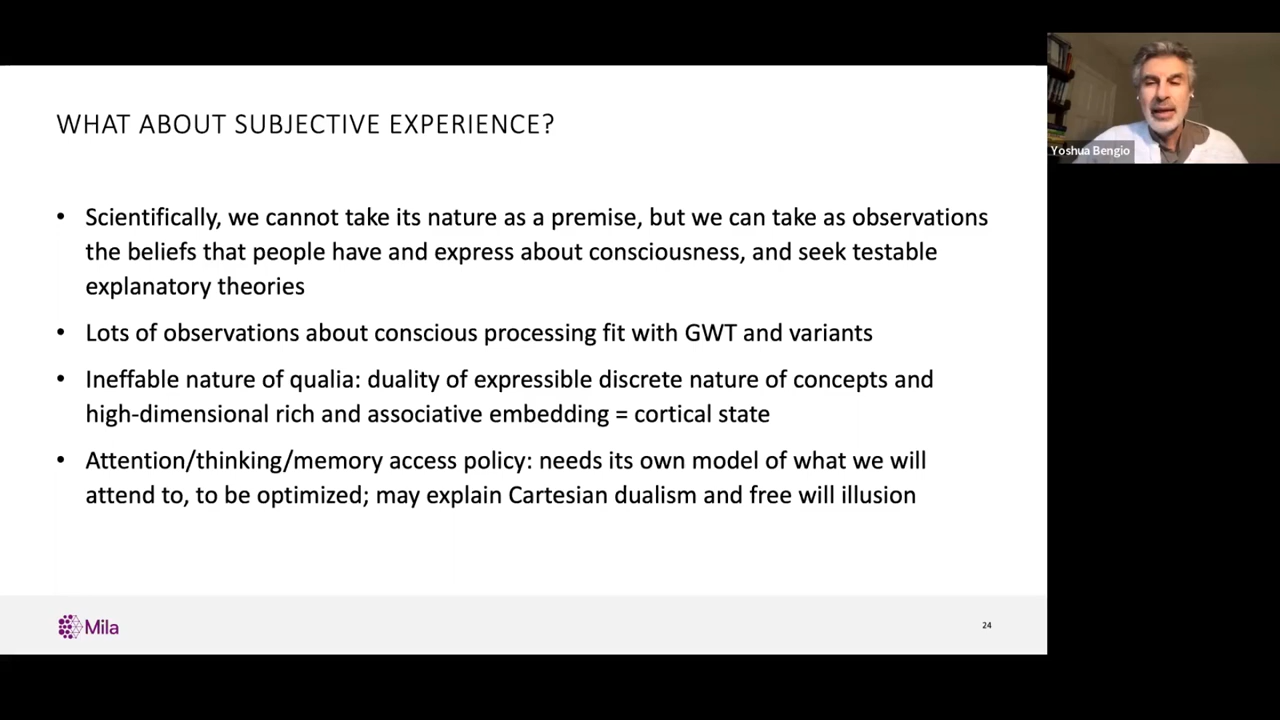 WHAT ABOUT SUBJECTIVE EXPERIENCE?
• Scientifically, we cannot take its nature as a premise, but we can take as observations
the beliefs that people have and express about consciousness, and seek testable
explanatory theories
• Lots of observations about conscious processing fit with GWT and variants
• Ineffable nature of qualia: duality of expressible discrete nature of concepts and
high-dimensional rich and associative embedding = cortical state
• Attention/thinking/memory access policy: needs its own model of what we will
attend to, to be optimized; may explain Cartesian dualism and free will illusion
Mila
24
Yoshua Bengio